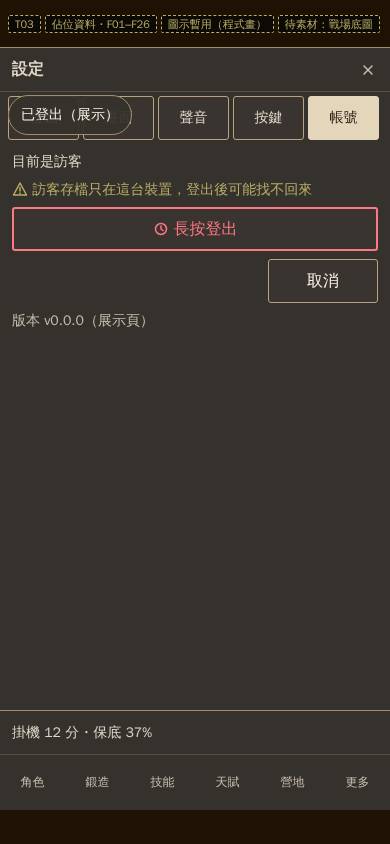 T03 佔位資料・F01–F26 圖示暫用（程式畫） 待素材：戰場底圖
設定 ×
已登出（展示） 聲音 按鍵 帳號
目前是訪客
訪客存檔只在這台裝置，登出後可能找不回來
長按登出
取消
版本 v0.0.0（展示頁）
掛機 12 分・保底 37%
角色 鍛造 技能 天賦 營地 更多